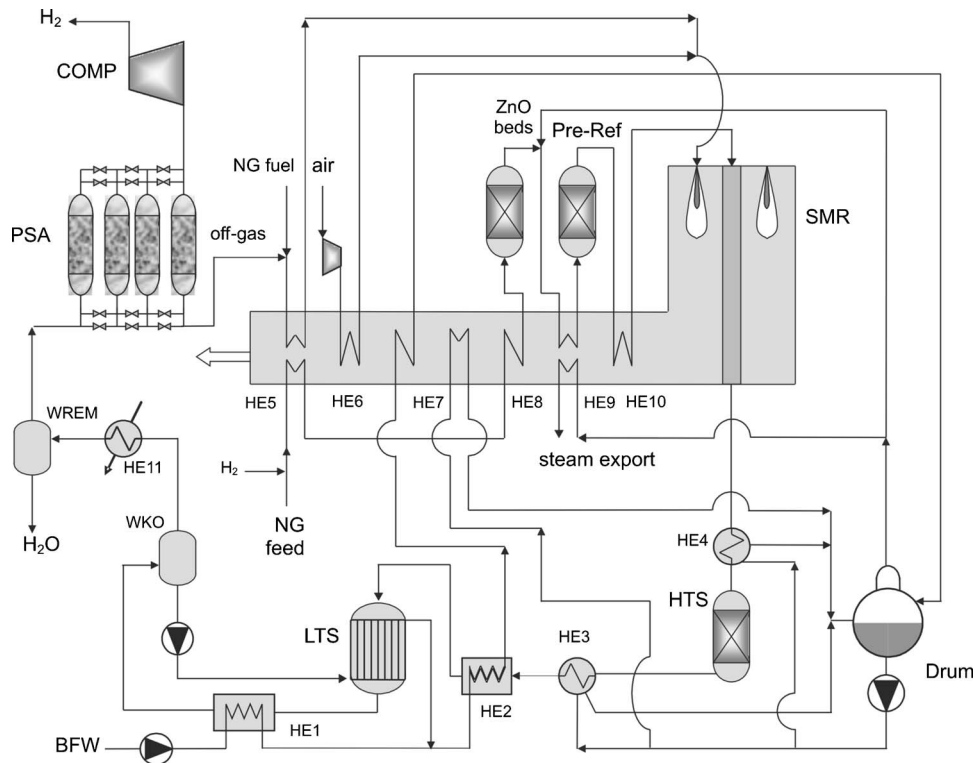 H₂
COMP
ZnO
beds
Pre-Ref
NG fuel
air
SMR
PSA
off-gas
HE5
HE6
HE7
HE8
HE9
HE10
WREM
HE11
steam export
H₂
WKO
NG
feed
H₂O
HE4
HTS
LTS
HE3
Drum
HE2
HE1
BFW